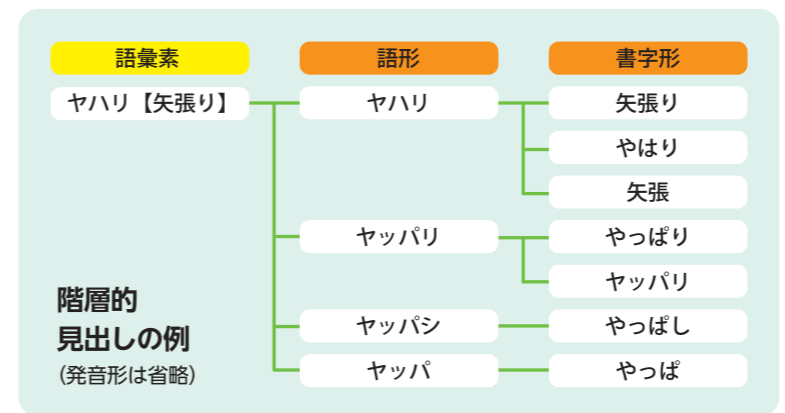 語彙素 語形 書字形
ヤハリ【矢張り】 ヤハリ 矢張り
やはり
矢張
ヤッパリ やっぱり
ヤッパリ
ヤッパシ やっぱし
ヤッパ やっぱ
階層的
見出しの例
(発音形は省略)